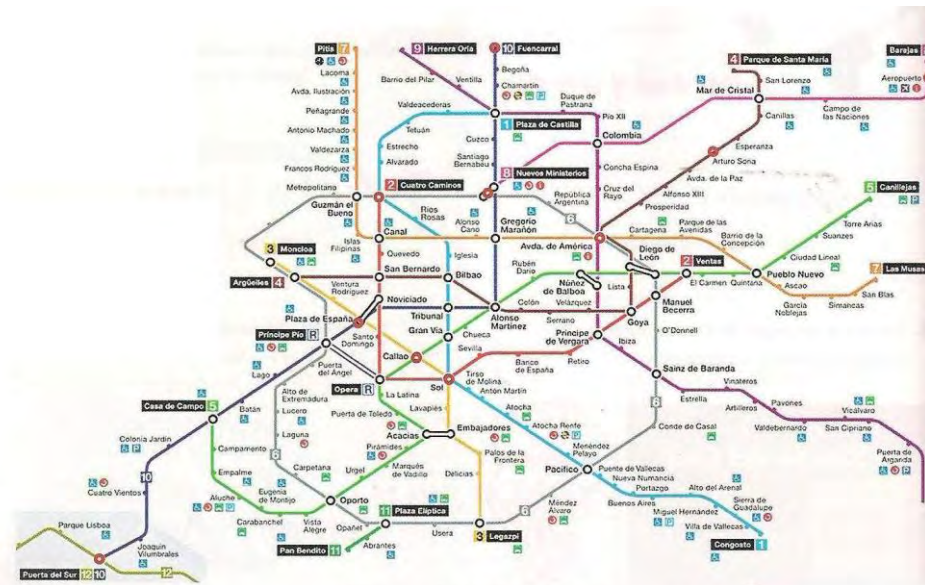 Pitis 7
9 Herrera Oria
10 Fuencarral
4 Parque de Santa María
Barajas
Lacoma
Barrio del Pilar
Ventilla
Begoña
Chamartín
San Lorenzo
Mar de Cristal
Aeropuerto
Avda. Ilustración
Peñagrande
Valdeacederas
Duque de
Pastrana
Campo de
las Naciones
Antonio Machado
Tetuán
1 Plaza de Castilla
Pío XII
Canillas
Valdezarza
Estrecho
Cuzco
Colombia
Esperanza
Francos Rodríguez
Alvarado
Santiago
Bernabéu
Concha Espina
Arturo Soria
Metropolitano
2 Cuatro Caminos
8 Nuevos Ministerios
Cruz del
Rayo
Avda. de la Paz
5 Canillejas
República
Argentina
Alfonso XIII
Prosperidad
Torre Arias
Guzmán el
Bueno
Ríos
Rosas
Alonso
Cano
Gregorio
Marañón
6
Cartagena
Parque de las
Avenidas
Suanzes
Islas
Filipinas
Canal
Avda. de América
Diego de
León
Barrio de la
Concepción
Ciudad Lineal
3 Moncloa
Quevedo
Iglesia
Rubén
Darío
2 Ventas
7 Las Musas
Argüelles 4
San Bernardo
Bilbao
Núñez
de Balboa
Lista
El Carmen
Quintana
Pueblo Nuevo
Ascao
San Blas
Ventura
Rodríguez
Noviciado
Colón
Velázquez
Manuel
Becerra
García
Noblejas
Simancas
Plaza de España
Tribunal
Alonso
Martínez
Serrano
Goya
Príncipe Pío R
Santo
Domingo
Gran Vía
Chueca
Príncipe
de Vergara
O'Donnell
Callao
Sevilla
Ibiza
Puerta
del Ángel
Banco
de España
Retiro
Lago
Opera R
Sol
Tirso
de Molina
Sainz de Baranda
Alto de
Extremadura
La Latina
Antón Martín
Vinateros
Casa de Campo 5
Batán
Lucero
Puerta de Toledo
Lavapiés
Atocha
6
Estrella
Pavones
Vicálvaro
Laguna
Acacias
Embajadores
Atocha Renfe
Conde de Casal
Artilleros
Valdebernardo
San Cipriano
Colonia Jardín
Campamento
6
Pirámides
Menéndez
Pelayo
Puerta de
Arganda
Carpetana
Urgel
Marqués
de Vadillo
Delicias
Palos de la
Frontera
Pacífico
Puente de Vallecas
10
Empalme
Nueva Numancia
Cuatro Vientos
Aluche
Eugenia
de Montijo
Oporto
Portazgo
Alto del Arenal
Buenos Aires
Sierra de
Guadalupe
11 Plaza Elíptica
6
Méndez
Álvaro
Miguel Hernández
Parque Lisboa
Carabanchel
Vista
Alegre
Opañel
Usera
3 Legazpi
Villa de Vallecas
Joaquín
Vilumbrales
Pan Bendito 11
Abrantes
Congosto 1
Puerta del Sur 12 10
12